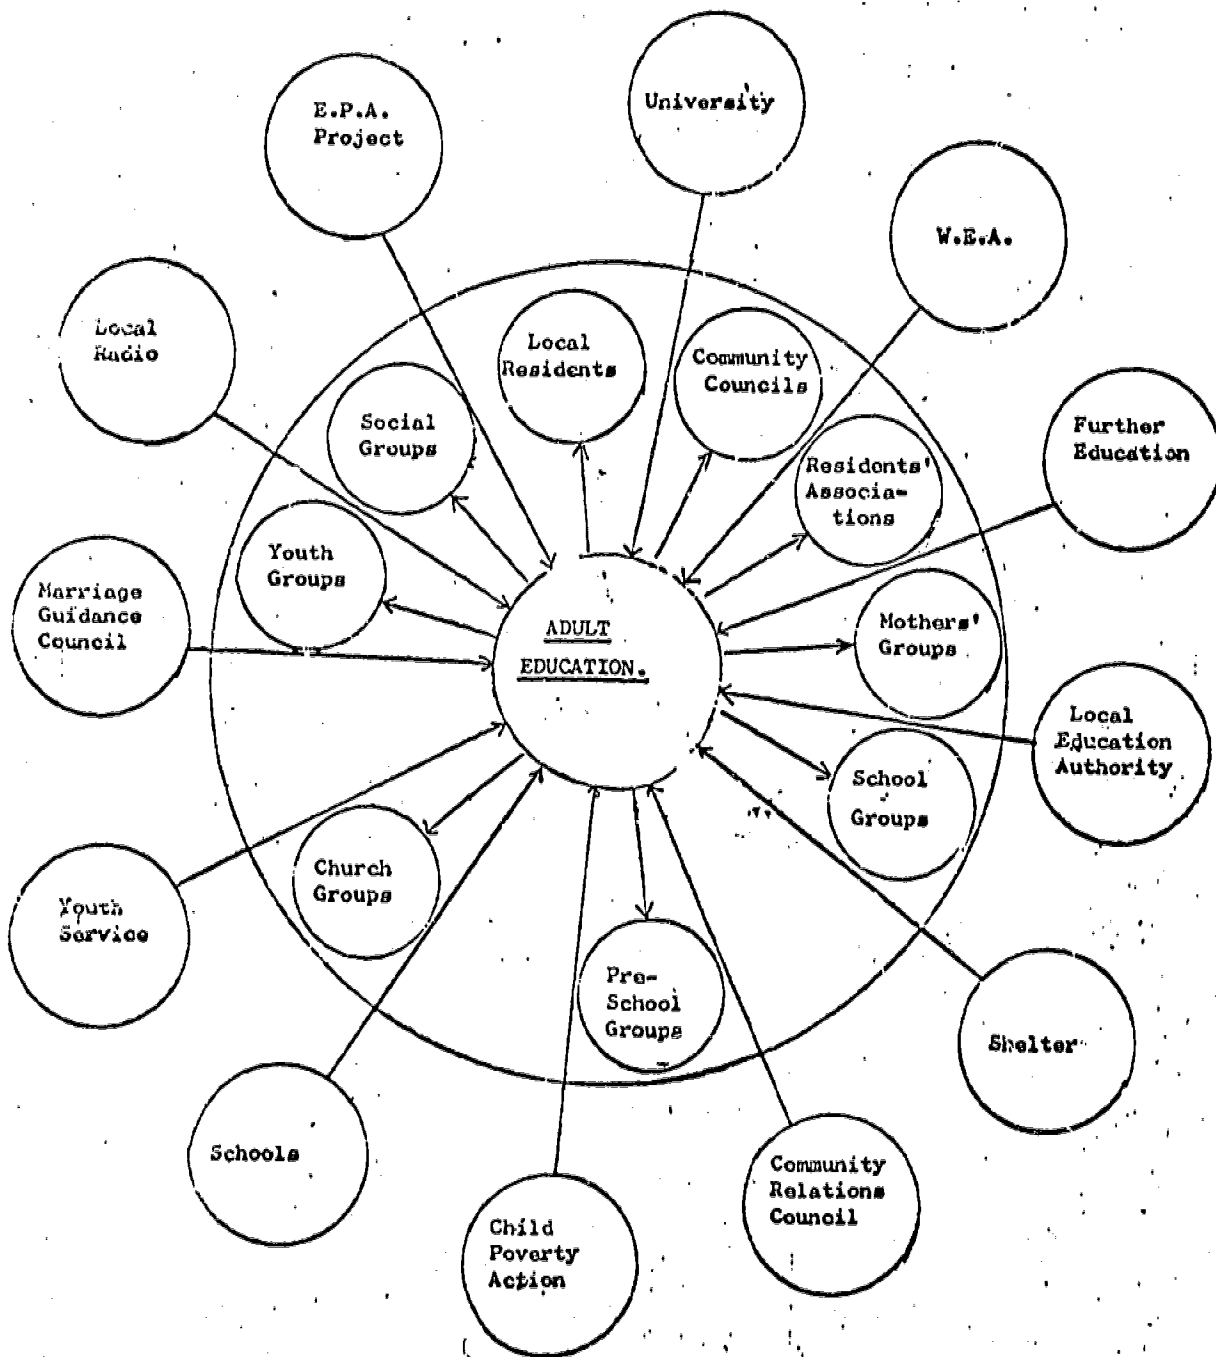 E.P.A.
Project
University
W.E.A.
Local
Radio
Local
Residents
Community
Councils
Social
Groups
Further
Education
Residents'
Associa-
tions
Youth
Groups
Marriage
Guidance
Council
ADULT
EDUCATION.
Mothers'
Groups
Local
Education
Authority
School
Groups
Church
Groups
Youth
Service
Pre-
School
Groups
Shelter
Schools
Community
Relations
Council
Child
Poverty
Action